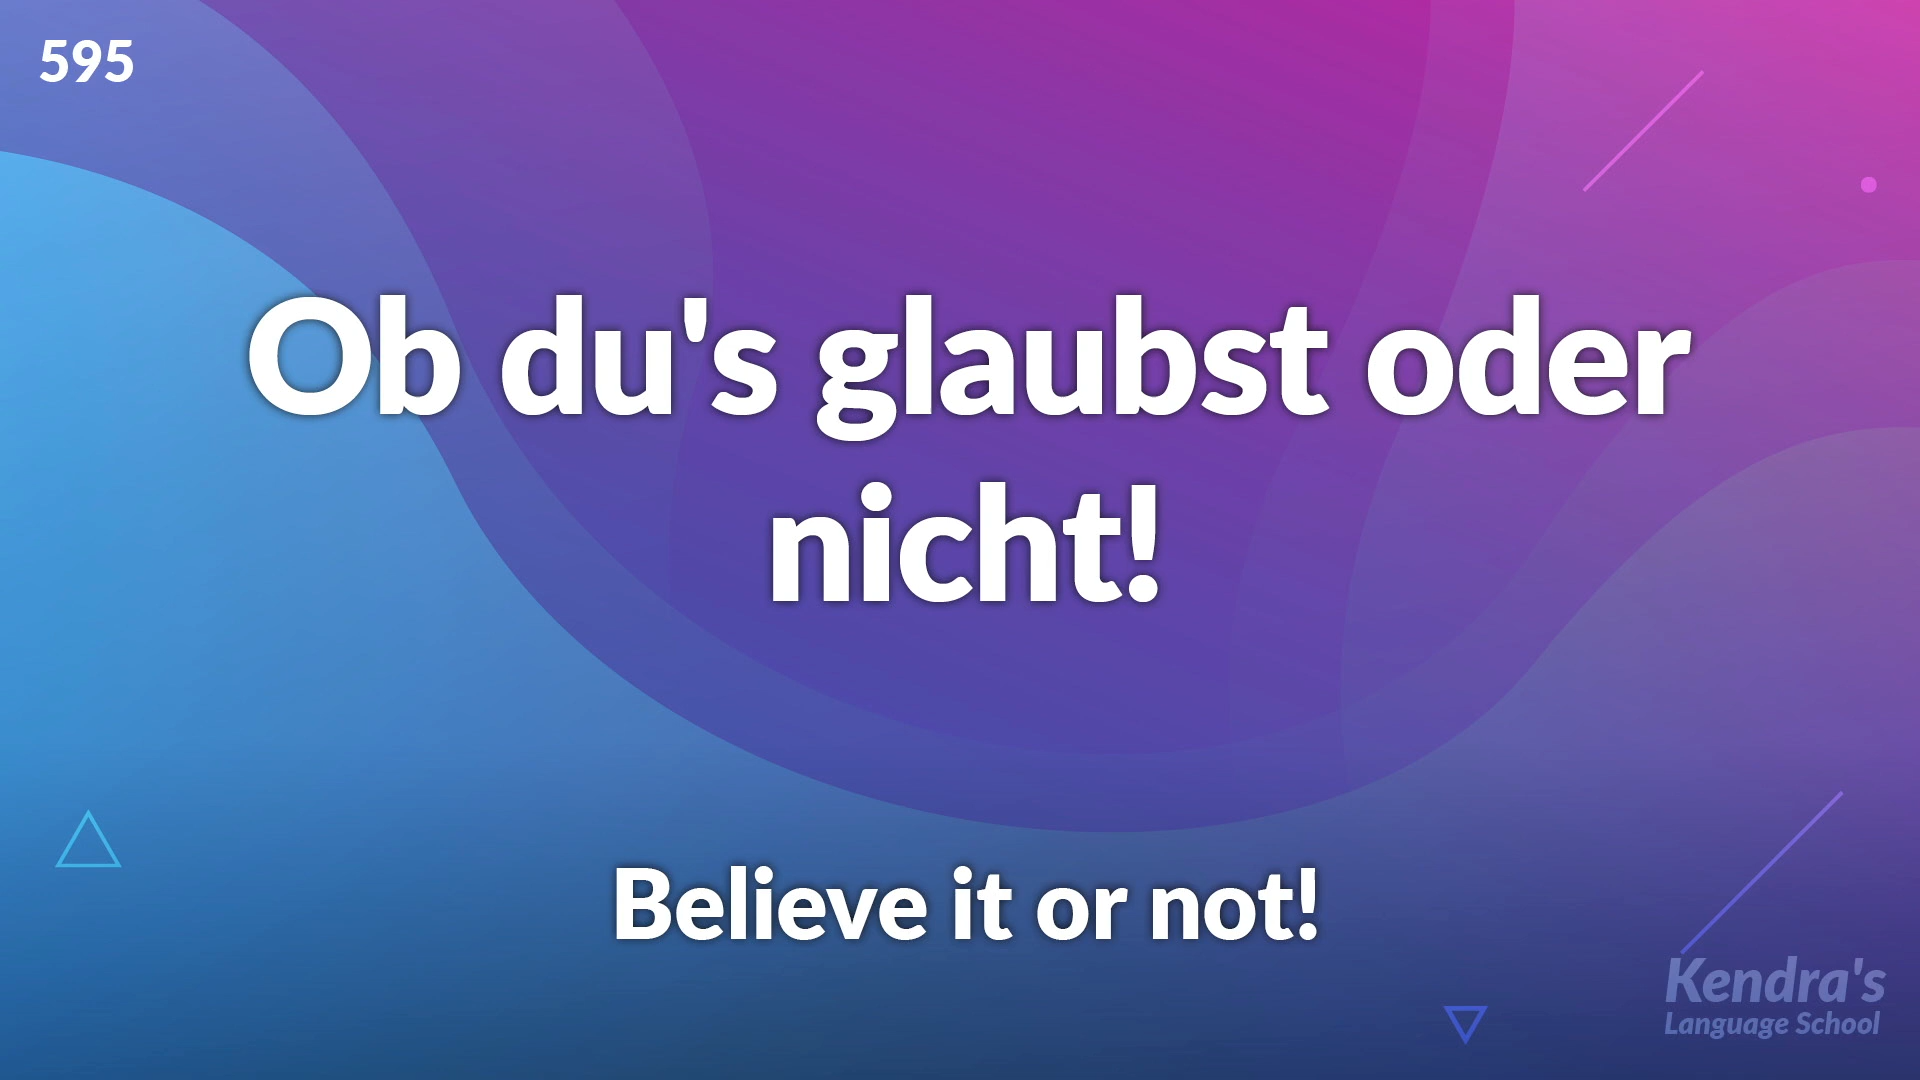 595
Ob du's glaubst oder
nicht!
Believe it or not!
Kendra's
Language School